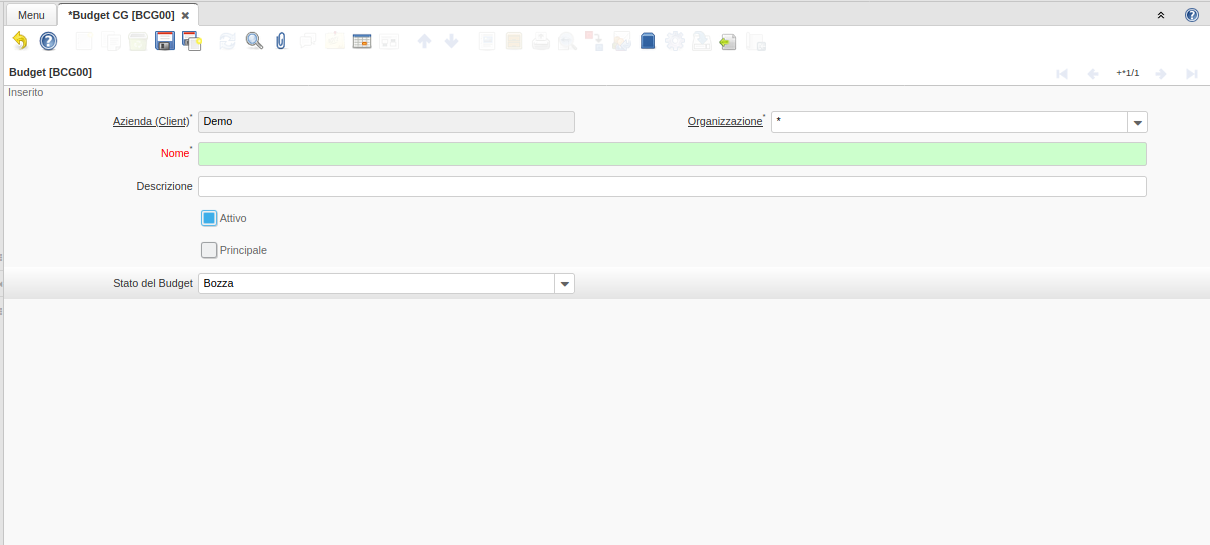 Menu
*Budget CG [BCG00]
Budget [BCG00]
+*1/1
Inserito
Azienda (Client)* Demo
Organizzazione* *
Nome*
Descrizione
Attivo
Principale
Stato del Budget Bozza